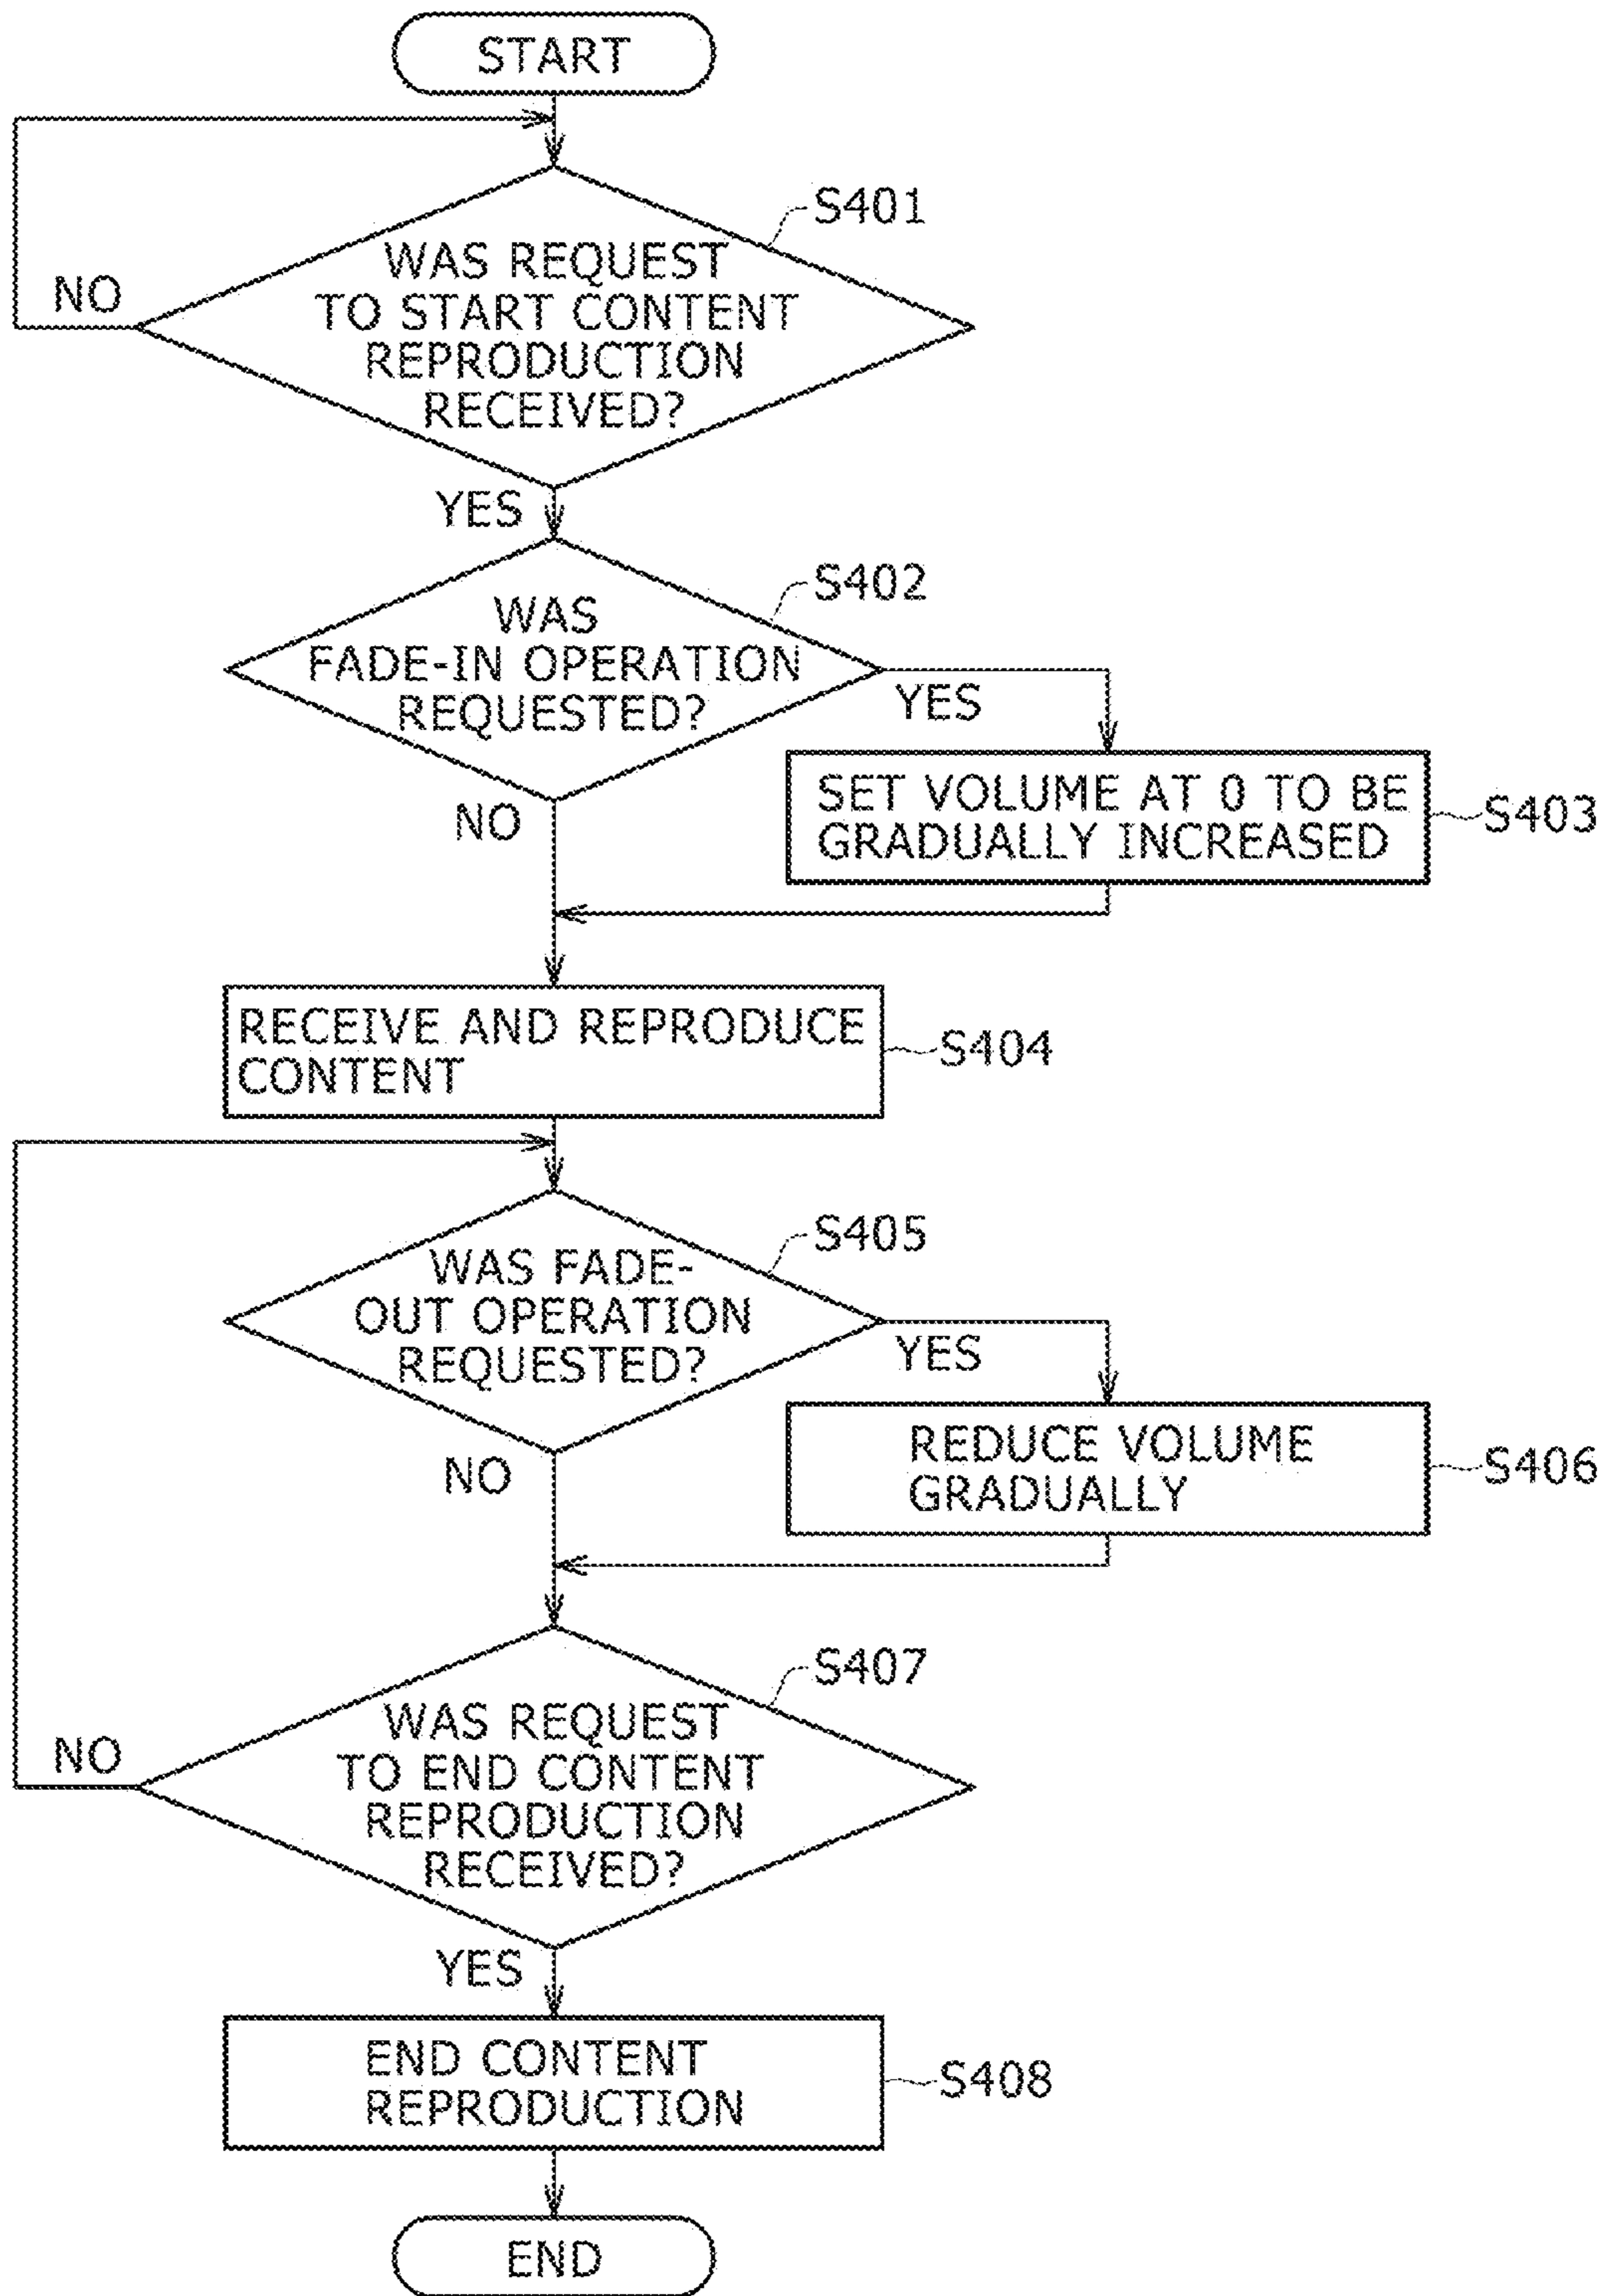 START
S401
WAS REQUEST
TO START CONTENT
REPRODUCTION
RECEIVED?
NO
YES
S402
WAS
FADE-IN OPERATION
REQUESTED?
YES
NO
SET VOLUME AT 0 TO BE
GRADUALLY INCREASED
S403
RECEIVE AND REPRODUCE
CONTENT
S404
S405
WAS FADE-
OUT OPERATION
REQUESTED?
YES
NO
REDUCE VOLUME
GRADUALLY
S406
S407
WAS REQUEST
TO END CONTENT
REPRODUCTION
RECEIVED?
NO
YES
END CONTENT
REPRODUCTION
S408
END